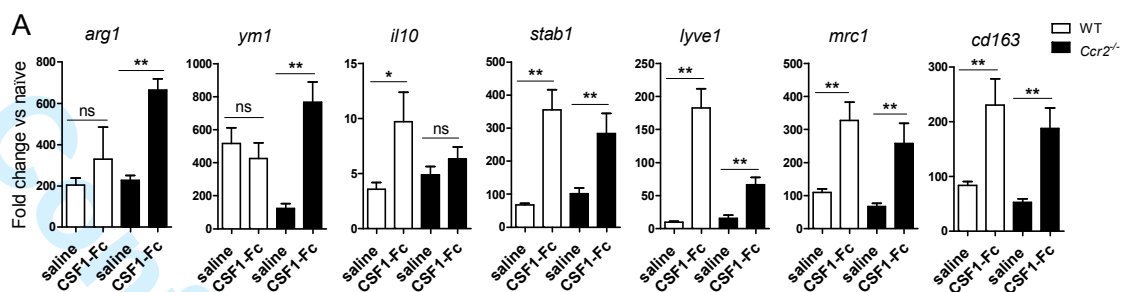 A
arg1
ym1
il10
stab1
lyve1
mrc1
cd163
WT
Ccr2-/-
Fold change vs naïve
800
600
400
200
0
ns
**
saline
CSF1-Fc
saline
CSF1-Fc
1000
800
600
400
200
0
ns
**
saline
CSF1-Fc
saline
CSF1-Fc
15
10
5
0
*
ns
saline
CSF1-Fc
saline
CSF1-Fc
500
400
300
200
100
0
**
**
saline
CSF1-Fc
saline
CSF1-Fc
250
200
150
100
50
0
**
**
saline
CSF1-Fc
saline
CSF1-Fc
500
400
300
200
100
0
**
**
saline
CSF1-Fc
saline
CSF1-Fc
300
200
100
0
**
**
saline
CSF1-Fc
saline
CSF1-Fc